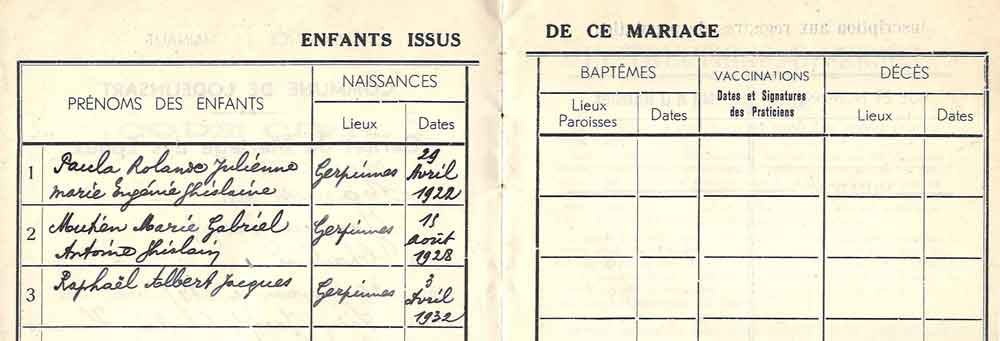 ENFANTS ISSUS
DE CE MARIAGE
PRÉNOMS DES ENFANTS
NAISSANCES
Lieux
Dates
BAPTÊMES
Lieux
Paroisses
Dates
VACCINATIONS
Dates et Signatures
des Praticiens
DÉCÈS
Lieux
Dates
1
Paula Rolande Julienne
Marie Eugénie Ghislaine
Gerpinnes
29
Avril
1922
2
Mutien Marie Gabriel
Antoine Ghislain
Gerpinnes
15
août
1928
3
Raphaël Albert Jacques
Gerpinnes
3
Avril
1932